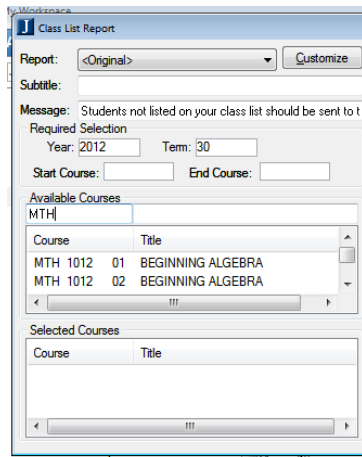 My Workspace
Class List Report
Report: <Original> Customize
Subtitle:
Message: Students not listed on your class list should be sent to t
Required Selection
Year: 2012 Term: 30
Start Course: End Course:
Available Courses
MTH
Course Title
MTH 1012 01 BEGINNING ALGEBRA
MTH 1012 02 BEGINNING ALGEBRA
Selected Courses
Course Title